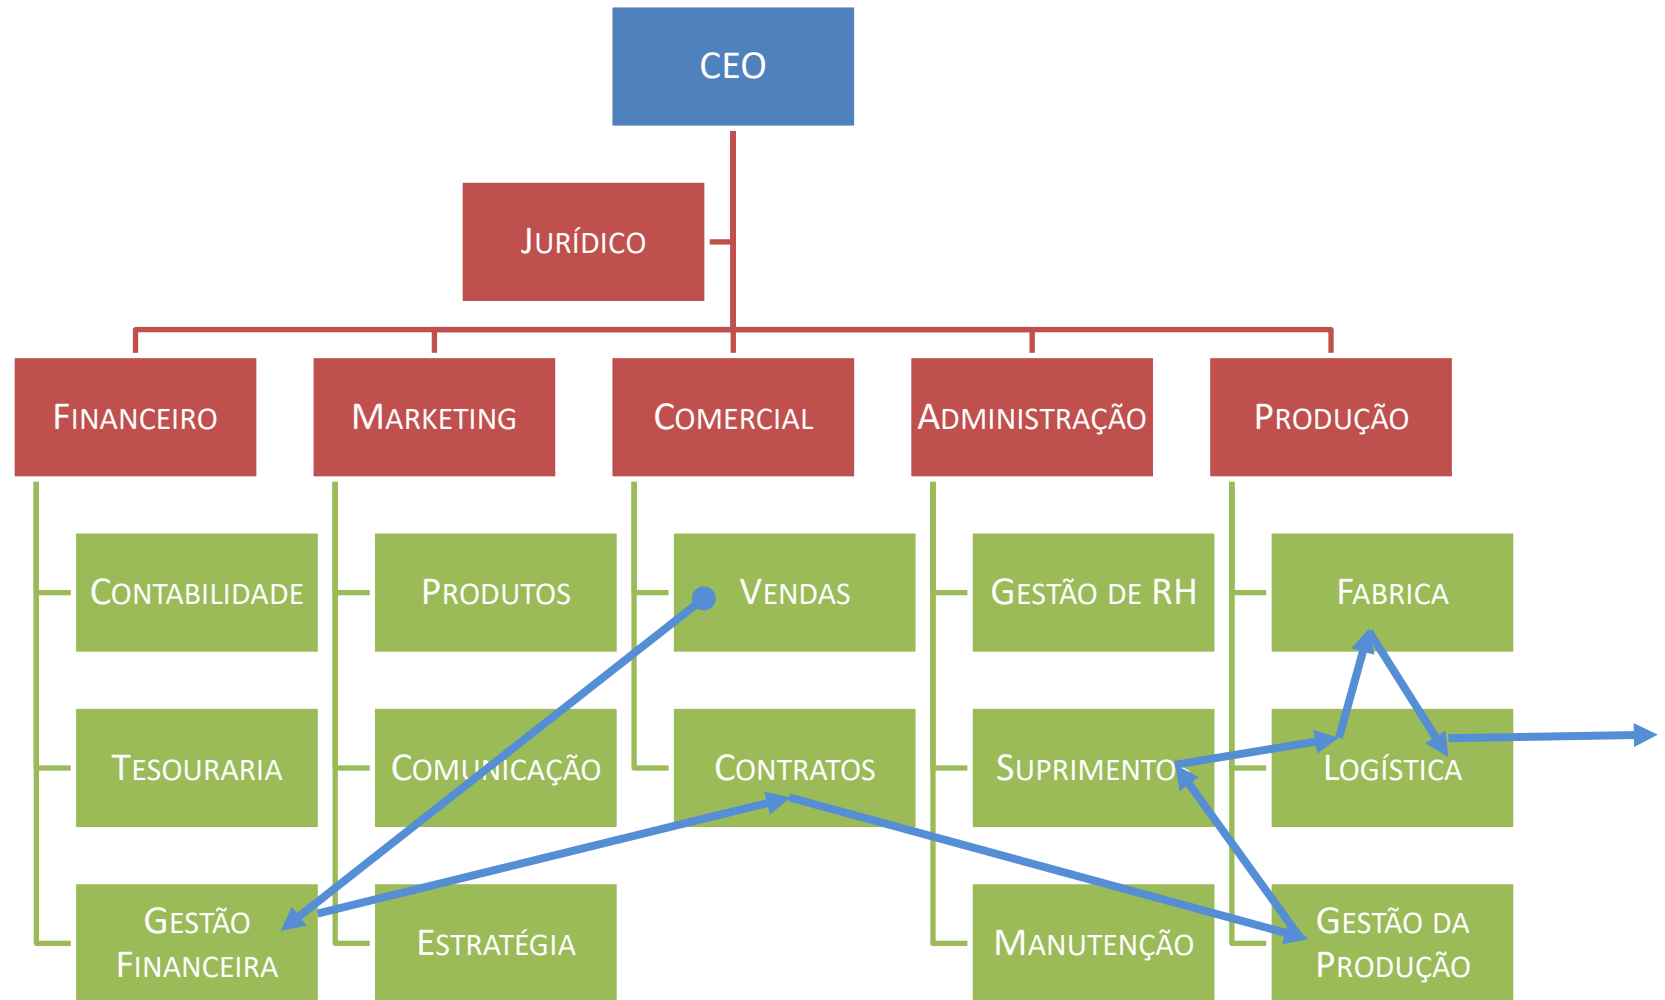 CEO
JURÍDICO
FINANCEIRO
MARKETING
COMERCIAL
ADMINISTRAÇÃO
PRODUÇÃO
CONTABILIDADE
PRODUTOS
VENDAS
GESTÃO DE RH
FABRICA
TESOURARIA
COMUNICAÇÃO
CONTRATOS
SUPRIMENTO
LOGÍSTICA
GESTÃO
FINANCEIRA
ESTRATÉGIA
MANUTENÇÃO
GESTÃO DA
PRODUÇÃO